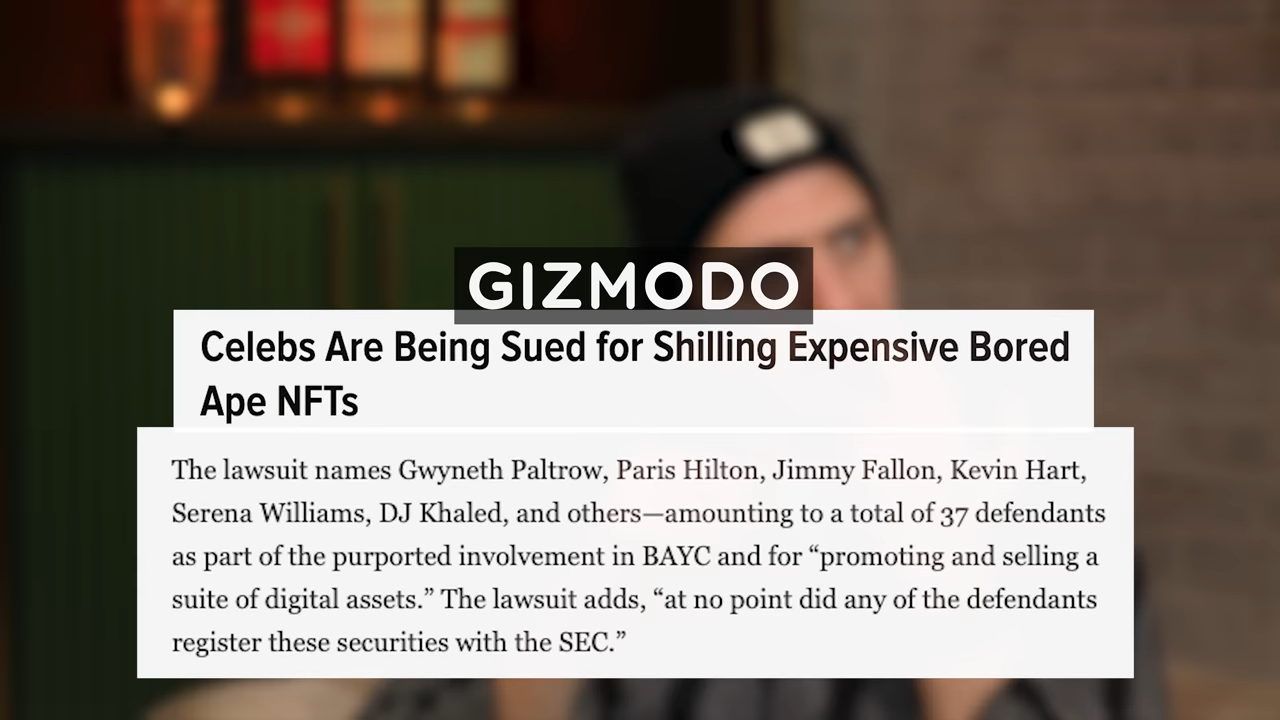 GIZMODO
Celebs Are Being Sued for Shilling Expensive Bored
Ape NFTs
The lawsuit names Gwyneth Paltrow, Paris Hilton, Jimmy Fallon, Kevin Hart,
Serena Williams, DJ Khaled, and others—amounting to a total of 37 defendants
as part of the purported involvement in BAYC and for “promoting and selling a
suite of digital assets.” The lawsuit adds, “at no point did any of the defendants
register these securities with the SEC.”